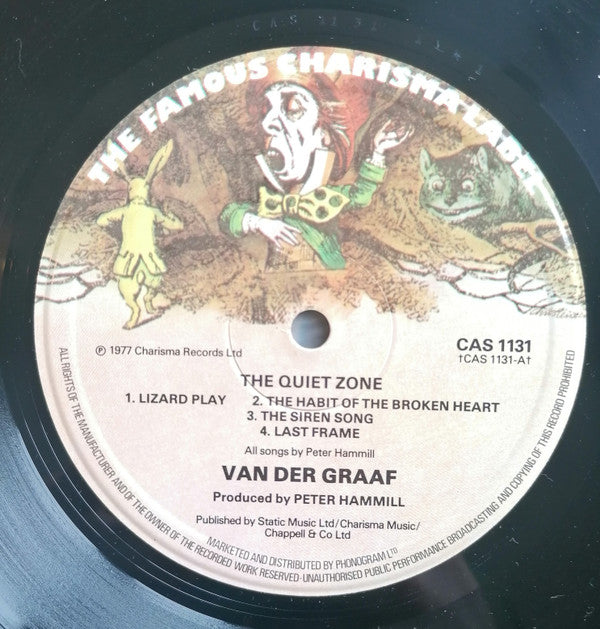 CAS 1131
THE FAMOUS CHARISMA LABEL
℗ 1977 Charisma Records Ltd
CAS 1131
†CAS 1131-A†
THE QUIET ZONE
1. LIZARD PLAY 2. THE HABIT OF THE BROKEN HEART
3. THE SIREN SONG
4. LAST FRAME
All songs by Peter Hammill
VAN DER GRAAF
Produced by PETER HAMMILL
Published by Static Music Ltd/Charisma Music/
Chappell & Co Ltd
MARKETED AND DISTRIBUTED BY PHONOGRAM LTD
ALL RIGHTS OF THE MANUFACTURER AND OF THE OWNER OF THE RECORDED WORK RESERVED·UNAUTHORISED PUBLIC PERFORMANCE BROADCASTING AND COPYING OF THIS RECORD PROHIBITED